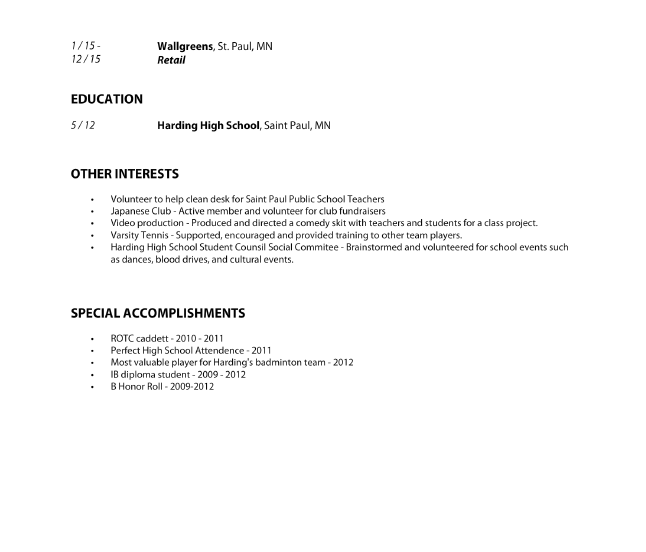 1 / 15 - Wallgreens, St. Paul, MN
12 / 15 Retail
EDUCATION
5 / 12 Harding High School, Saint Paul, MN
OTHER INTERESTS
• Volunteer to help clean desk for Saint Paul Public School Teachers
• Japanese Club - Active member and volunteer for club fundraisers
• Video production - Produced and directed a comedy skit with teachers and students for a class project.
• Varsity Tennis - Supported, encouraged and provided training to other team players.
• Harding High School Student Counsil Social Commitee - Brainstormed and volunteered for school events such
as dances, blood drives, and cultural events.
SPECIAL ACCOMPLISHMENTS
• ROTC caddett - 2010 - 2011
• Perfect High School Attendence - 2011
• Most valuable player for Harding's badminton team - 2012
• IB diploma student - 2009 - 2012
• B Honor Roll - 2009-2012